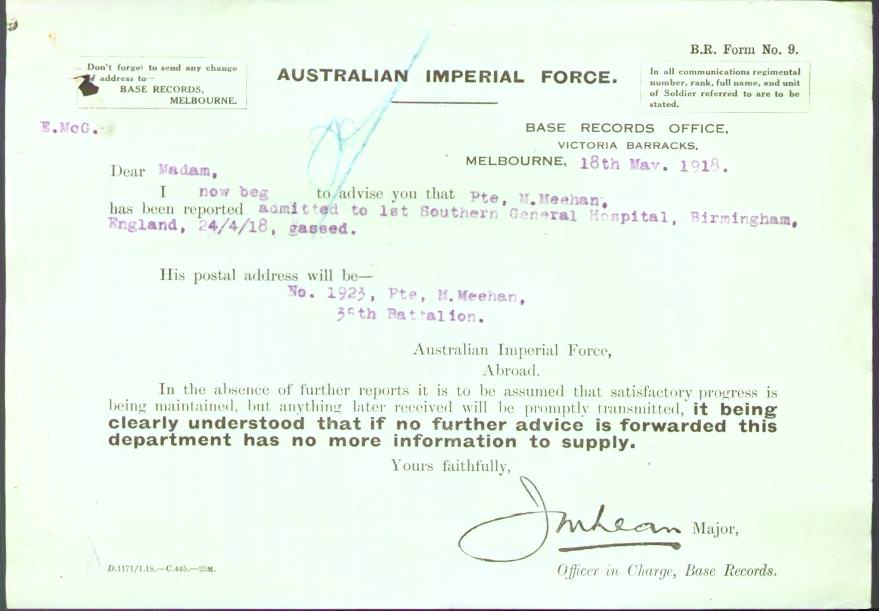 B.R. Form No. 9.
Don't forget to send any change
of address to—
BASE RECORDS,
MELBOURNE.
AUSTRALIAN IMPERIAL FORCE.
In all communications regimental
number, rank, full name, and unit
of Soldier referred to are to be
stated.
E.McG.
BASE RECORDS OFFICE,
VICTORIA BARRACKS,
MELBOURNE, 18th May. 1918.
Dear Madam,
I now beg to advise you that Pte, M.Meehan,
has been reported admitted to 1st Southern General Hospital, Birmingham,
England, 24/4/18, gassed.
His postal address will be—
No. 1923, Pte, M.Meehan,
35th Battalion.
Australian Imperial Force,
Abroad.
In the absence of further reports it is to be assumed that satisfactory progress is
being maintained, but anything later received will be promptly transmitted, it being
clearly understood that if no further advice is forwarded this
department has no more information to supply.
Yours faithfully,
JMLean Major,
Officer in Charge, Base Records.
D.1171/1.18.—C.445.—25M.